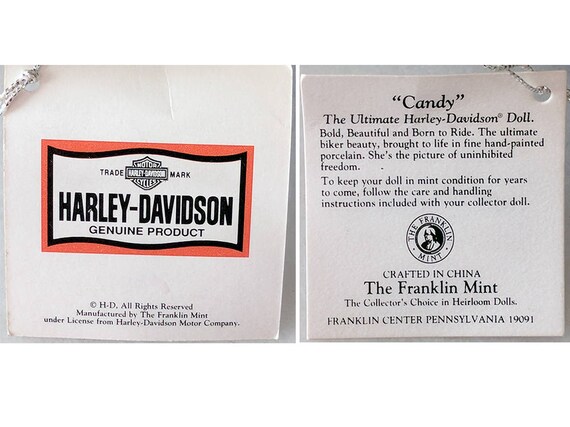 TRADE MARK
MOTOR
HARLEY-DAVIDSON
CYCLES
HARLEY-DAVIDSON
GENUINE PRODUCT
© H-D. All Rights Reserved
Manufactured by The Franklin Mint
under License from Harley-Davidson Motor Company.
“Candy”
The Ultimate Harley-Davidson® Doll.
Bold, Beautiful and Born to Ride. The ultimate
biker beauty, brought to life in fine hand-painted
porcelain. She's the picture of uninhibited
freedom.
To keep your doll in mint condition for years
to come, follow the care and handling
instructions included with your collector doll.
THE FRANKLIN
MINT
CRAFTED IN CHINA
The Franklin Mint
The Collector's Choice in Heirloom Dolls.
FRANKLIN CENTER PENNSYLVANIA 19091